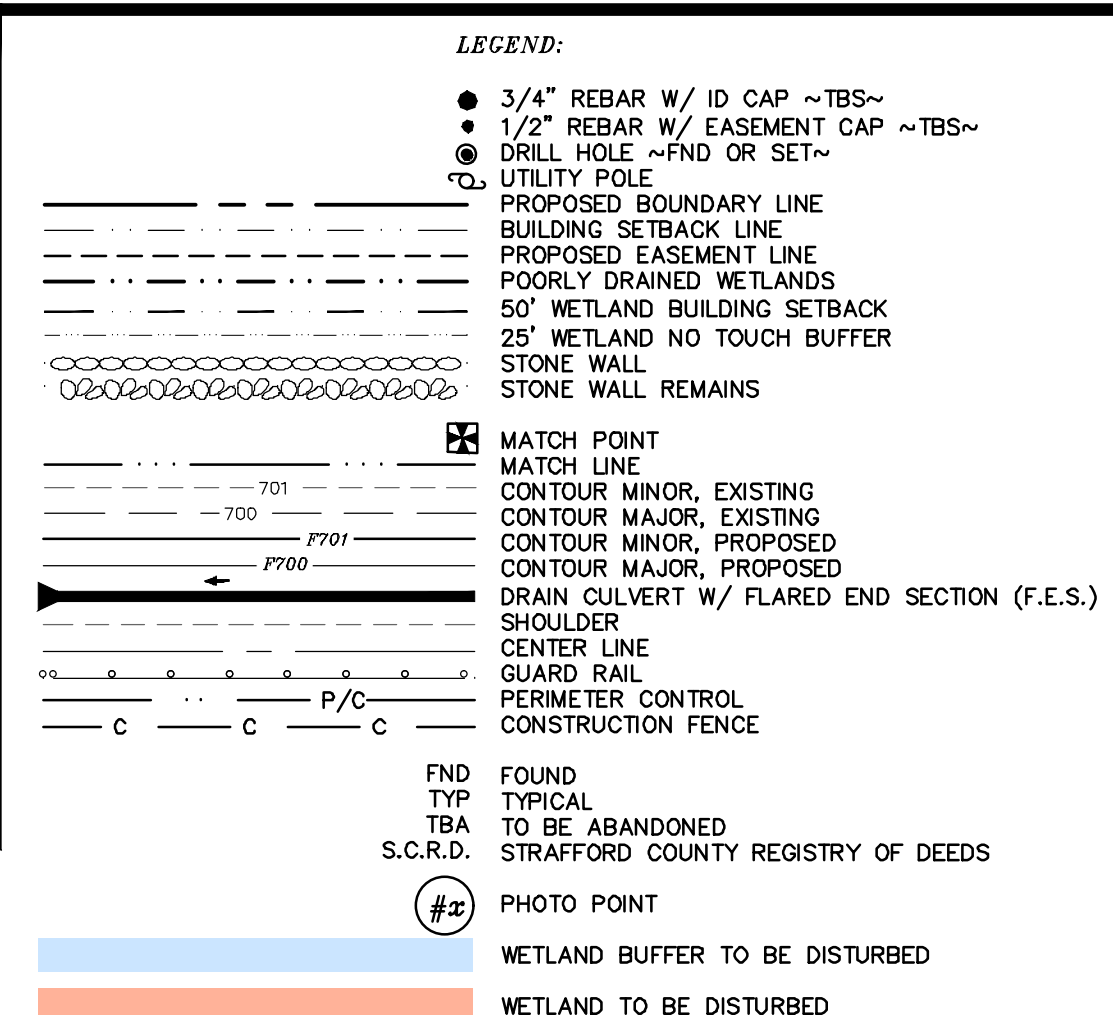 LEGEND:
3/4" REBAR W/ ID CAP ~TBS~
1/2" REBAR W/ EASEMENT CAP ~TBS~
DRILL HOLE ~FND OR SET~
UTILITY POLE
PROPOSED BOUNDARY LINE
BUILDING SETBACK LINE
PROPOSED EASEMENT LINE
POORLY DRAINED WETLANDS
50' WETLAND BUILDING SETBACK
25' WETLAND NO TOUCH BUFFER
STONE WALL
STONE WALL REMAINS
MATCH POINT
MATCH LINE
701 CONTOUR MINOR, EXISTING
700 CONTOUR MAJOR, EXISTING
F701 CONTOUR MINOR, PROPOSED
F700 CONTOUR MAJOR, PROPOSED
DRAIN CULVERT W/ FLARED END SECTION (F.E.S.)
SHOULDER
CENTER LINE
GUARD RAIL
P/C PERIMETER CONTROL
C C C CONSTRUCTION FENCE
FND FOUND
TYP TYPICAL
TBA TO BE ABANDONED
S.C.R.D. STRAFFORD COUNTY REGISTRY OF DEEDS
#x PHOTO POINT
WETLAND BUFFER TO BE DISTURBED
WETLAND TO BE DISTURBED